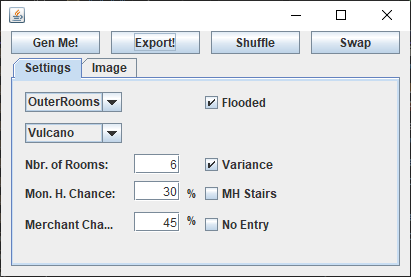 Gen Me! Export! Shuffle Swap
Settings Image
OuterRooms Flooded
Vulcano
Nbr. of Rooms: 6 Variance
Mon. H. Chance: 30 % MH Stairs
Merchant Cha... 45 % No Entry